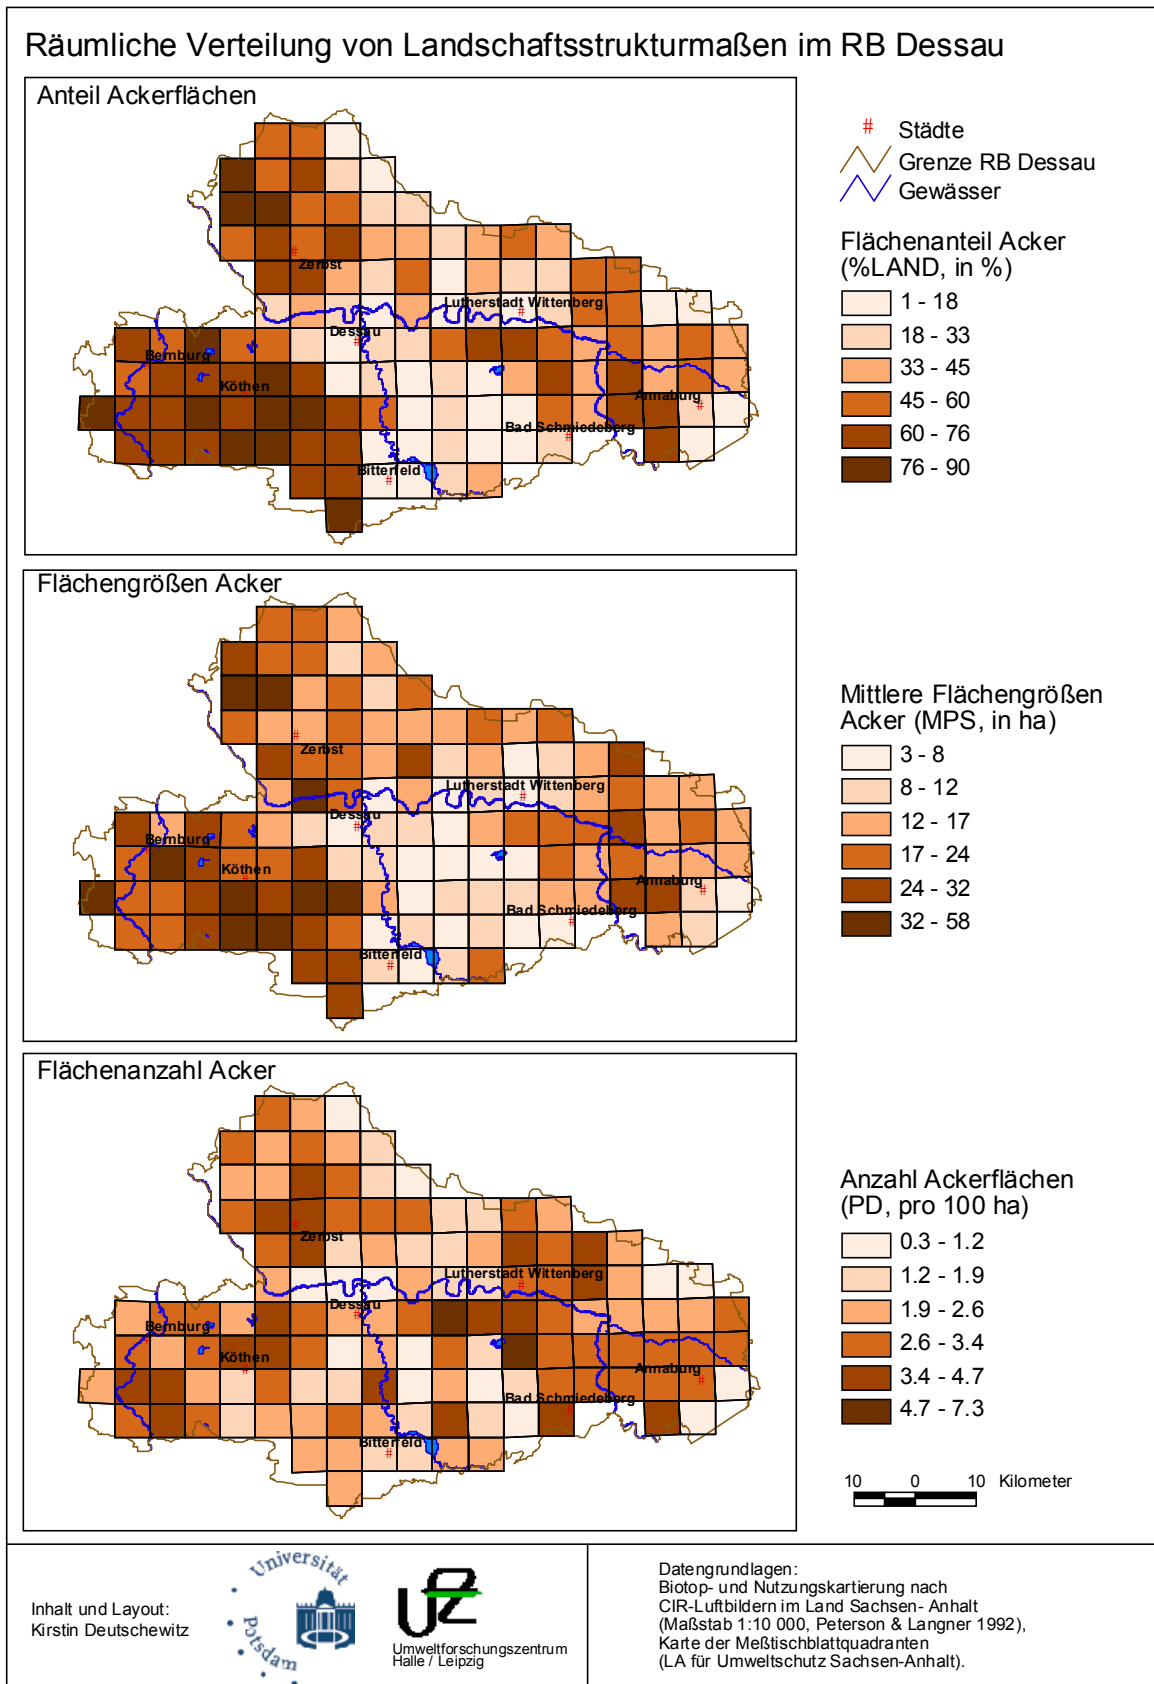 Räumliche Verteilung von Landschaftsstrukturmaßen im RB Dessau
Anteil Ackerflächen
Zerbst
Lutherstadt Wittenberg
Dessau
Bernburg
Köthen
Annaburg
Bad Schmiedeberg
Bitterfeld
# Städte
Grenze RB Dessau
Gewässer
Flächenanteil Acker
(%LAND, in %)
1 - 18
18 - 33
33 - 45
45 - 60
60 - 76
76 - 90
Flächengrößen Acker
Zerbst
Lutherstadt Wittenberg
Dessau
Bernburg
Köthen
Annaburg
Bad Schmiedeberg
Bitterfeld
Mittlere Flächengrößen
Acker (MPS, in ha)
3 - 8
8 - 12
12 - 17
17 - 24
24 - 32
32 - 58
Flächenanzahl Acker
Zerbst
Lutherstadt Wittenberg
Dessau
Bernburg
Köthen
Annaburg
Bad Schmiedeberg
Bitterfeld
Anzahl Ackerflächen
(PD, pro 100 ha)
0.3 - 1.2
1.2 - 1.9
1.9 - 2.6
2.6 - 3.4
3.4 - 4.7
4.7 - 7.3
10 0 10 Kilometer
Inhalt und Layout:
Kirstin Deutschewitz
Universität
Potsdam
UFZ
Umweltforschungszentrum
Halle / Leipzig
Datengrundlagen:
Biotop- und Nutzungskartierung nach
CIR-Luftbildern im Land Sachsen- Anhalt
(Maßstab 1:10 000, Peterson & Langner 1992),
Karte der Meßtischblattquadranten
(LA für Umweltschutz Sachsen-Anhalt).